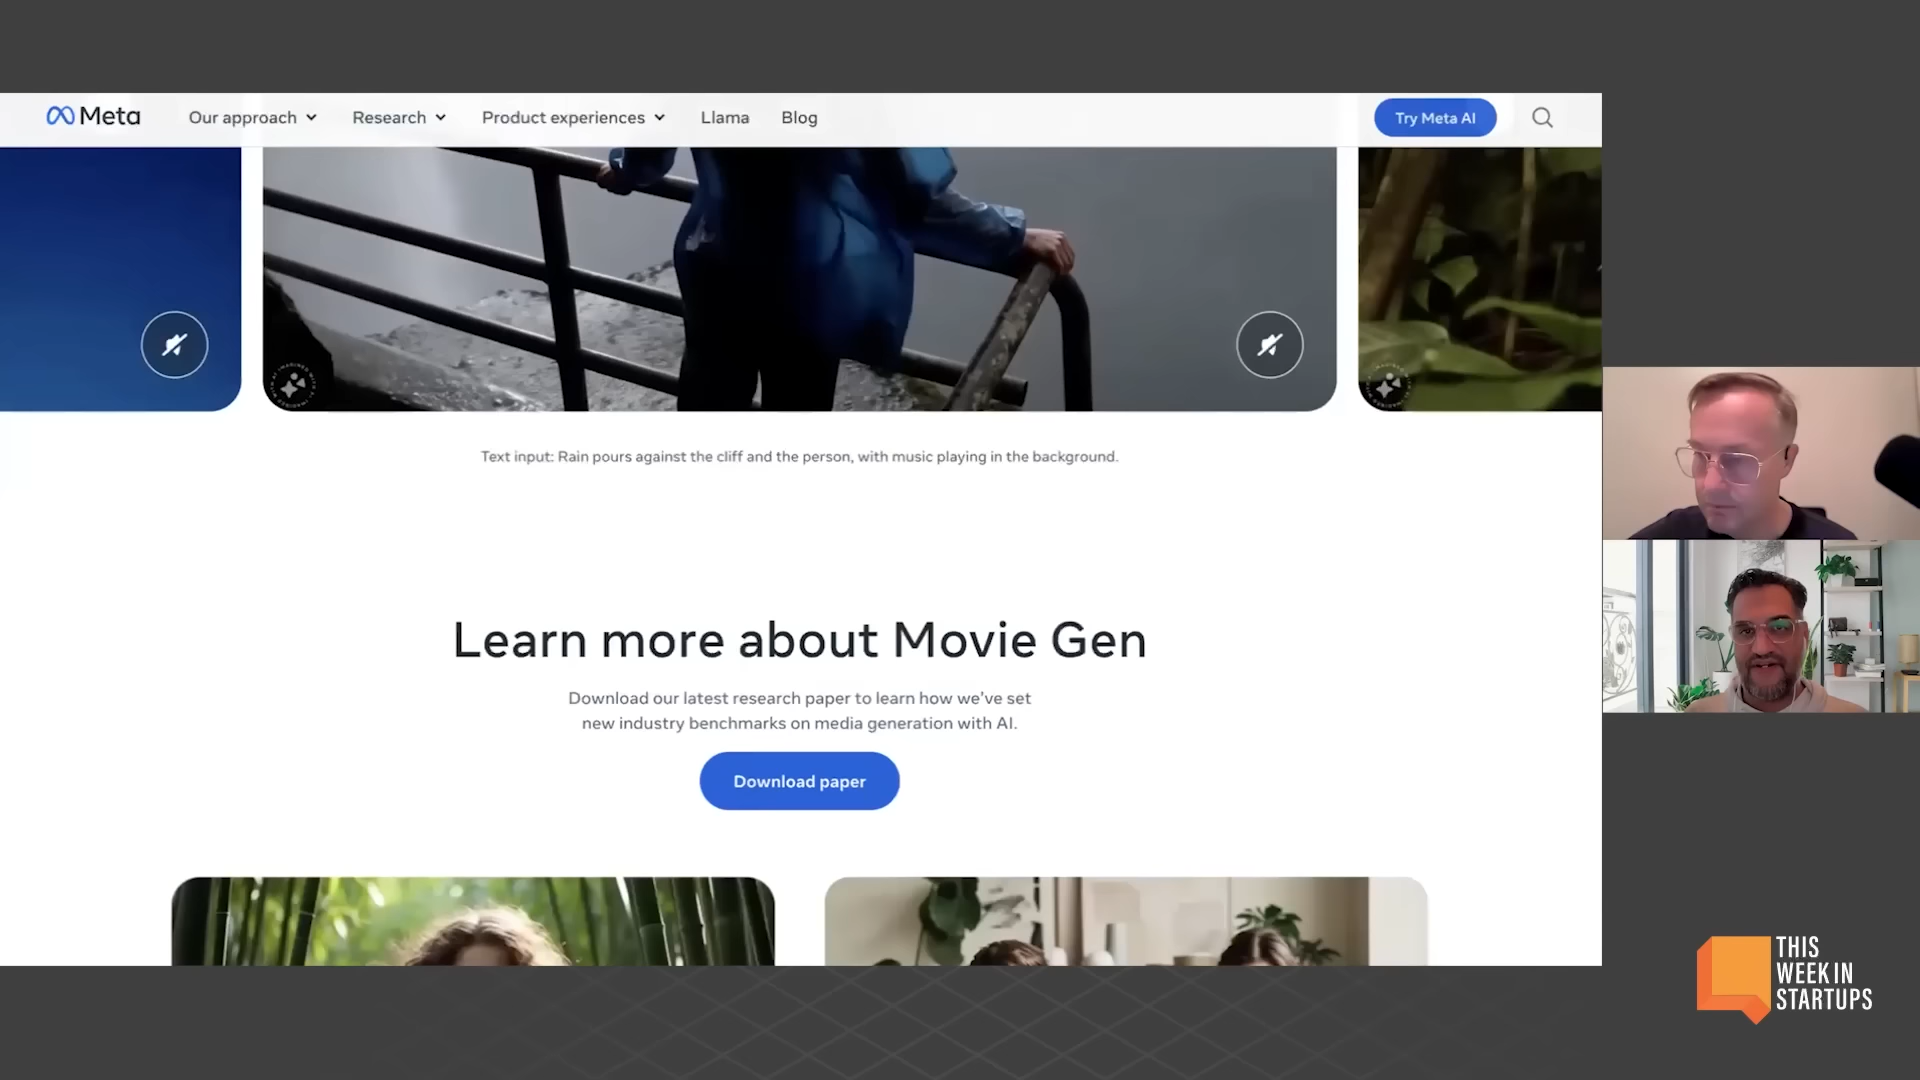 Meta
Our approach
Research
Product experiences
Llama
Blog
Try Meta AI
Text input: Rain pours against the cliff and the person, with music playing in the background.
Learn more about Movie Gen
Download our latest research paper to learn how we've set
new industry benchmarks on media generation with AI.
Download paper
THIS
WEEK IN
STARTUPS